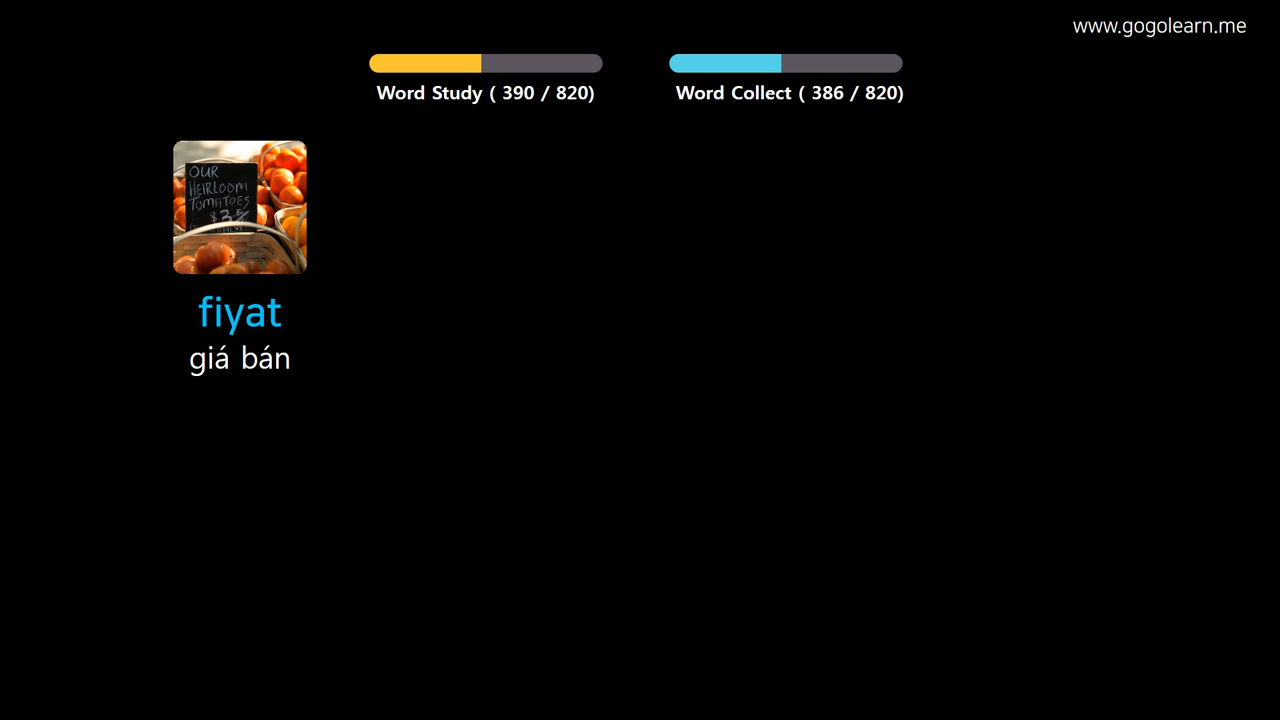 www.gogolearn.me
Word Study ( 390 / 820)
Word Collect ( 386 / 820)
OUR
HEIRLOOM
TOMATOES
fiyat
giá bán